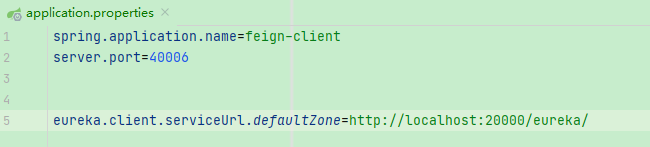 application.properties
1 spring.application.name=feign-client
2 server.port=40006
3
4
5 eureka.client.serviceUrl.defaultZone=http://localhost:20000/eureka/